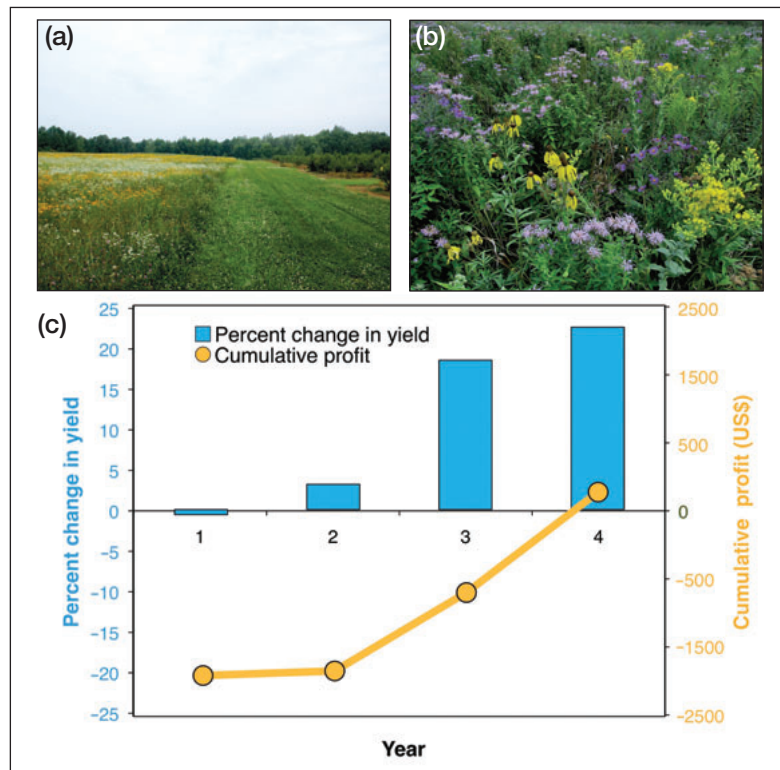 (a)
(b)
(c)
Percent change in yield
Cumulative profit
25
20
15
10
5
0
−5
−10
−15
−20
−25
Percent change in yield
2500
1500
500
0
−500
−1500
−2500
Cumulative profit (US$)
1
2
3
4
Year